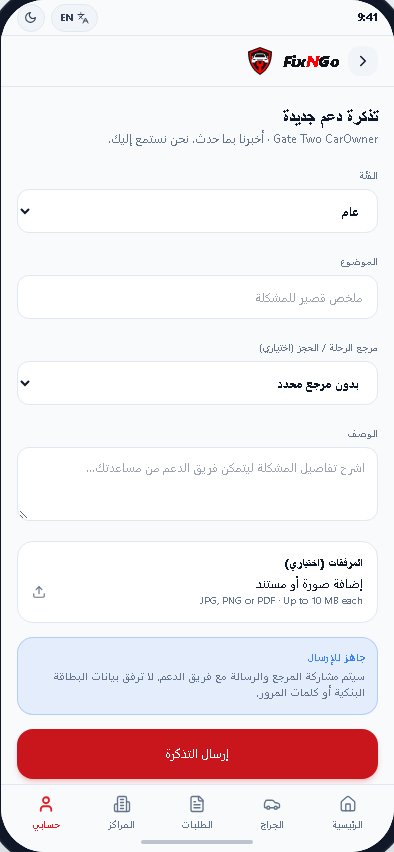 9:41
EN
FixNGo
تذكرة دعم جديدة
Gate Two CarOwner · أخبرنا بما حدث. نحن نستمع إليك.
الفئة
عام
الموضوع
ملخص قصير للمشكلة
مرجع الرحلة / الحجز (اختياري)
بدون مرجع محدد
الوصف
اشرح تفاصيل المشكلة ليتمكن فريق الدعم من مساعدتك...
المرفقات (اختياري)
إضافة صورة أو مستند
JPG, PNG or PDF · Up to 10 MB each
جاهز للإرسال
سيتم مشاركة المرجع والرسالة مع فريق الدعم. لا ترفق بيانات البطاقة
البنكية أو كلمات المرور.
إرسال التذكرة
الرئيسية
الجراج
الطلبات
المراكز
حسابي